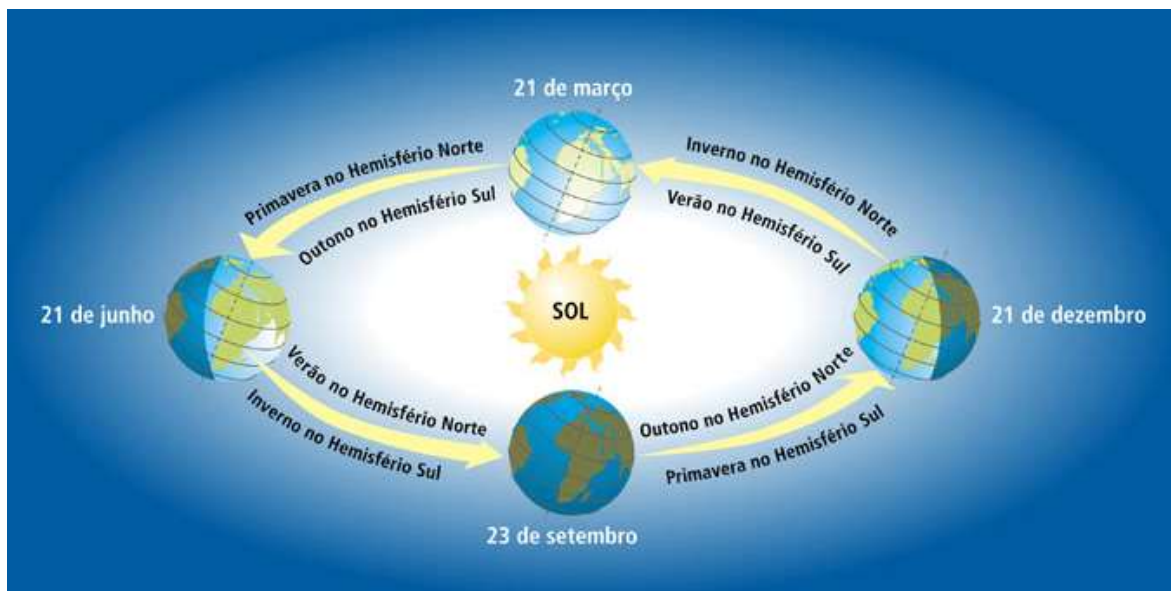 21 de março
Primavera no Hemisfério Norte
Outono no Hemisfério Sul
Inverno no Hemisfério Norte
Verão no Hemisfério Sul
21 de junho
SOL
21 de dezembro
Verão no Hemisfério Norte
Inverno no Hemisfério Sul
Outono no Hemisfério Norte
Primavera no Hemisfério Sul
23 de setembro